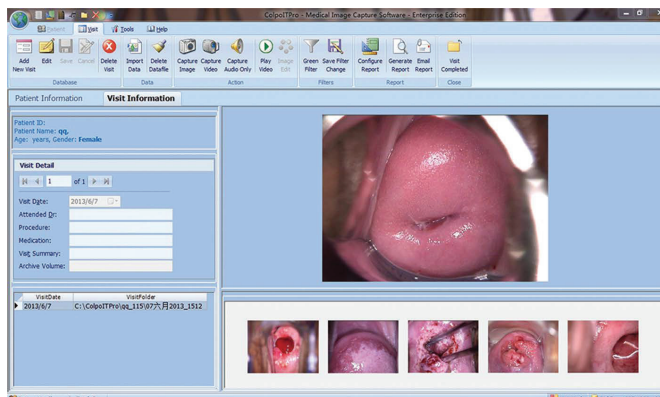 ColpoITPro - Medical Image Capture Software - Enterprise Edition
Patient Visit Tools Help
Add New Visit
Edit
Save
Cancel
Delete Visit
Import Data
Delete Datafile
Capture Image
Capture Video
Capture Audio Only
Play Video
Image Edit
Green Filter
Save Filter Change
Configure Report
Generate Report
Email Report
Visit Completed
Database Data Action Filters Report Close
Patient Information Visit Information
Patient ID:
Patient Name: qq,
Age: years, Gender: Female
Visit Detail
1 of 1
Visit Date: 2013/6/7
Attended Dr:
Procedure:
Medication:
Visit Summary:
Archive Volume:
VisitDate VisitFolder
2013/6/7 C:\ColpoITPro\qq_115\07六月2013_1512